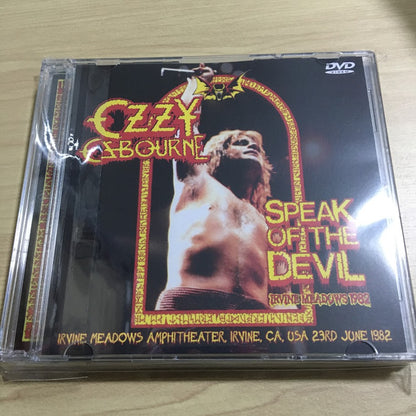 DVD
VIDEO
OZZY
OSBOURNE
SPEAK
OF THE
DEVIL
IRVINE MEADOWS 1982
IRVINE MEADOWS AMPHITHEATER, IRVINE, CA, USA 23RD JUNE 1982